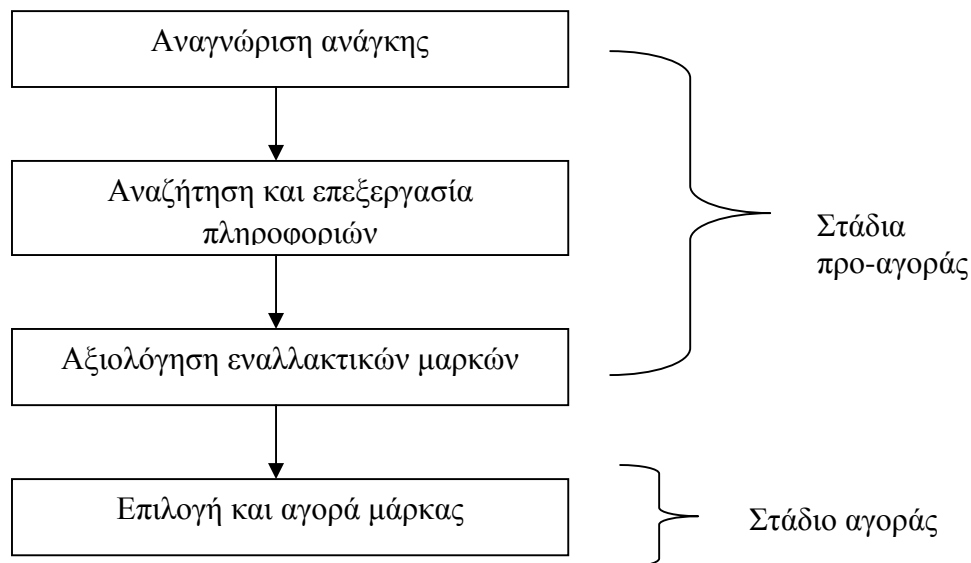 Αναγνώριση ανάγκης
Αναζήτηση και επεξεργασία
πληροφοριών
Στάδια
προ-αγοράς
Αξιολόγηση εναλλακτικών μαρκών
Επιλογή και αγορά μάρκας
Στάδιο αγοράς